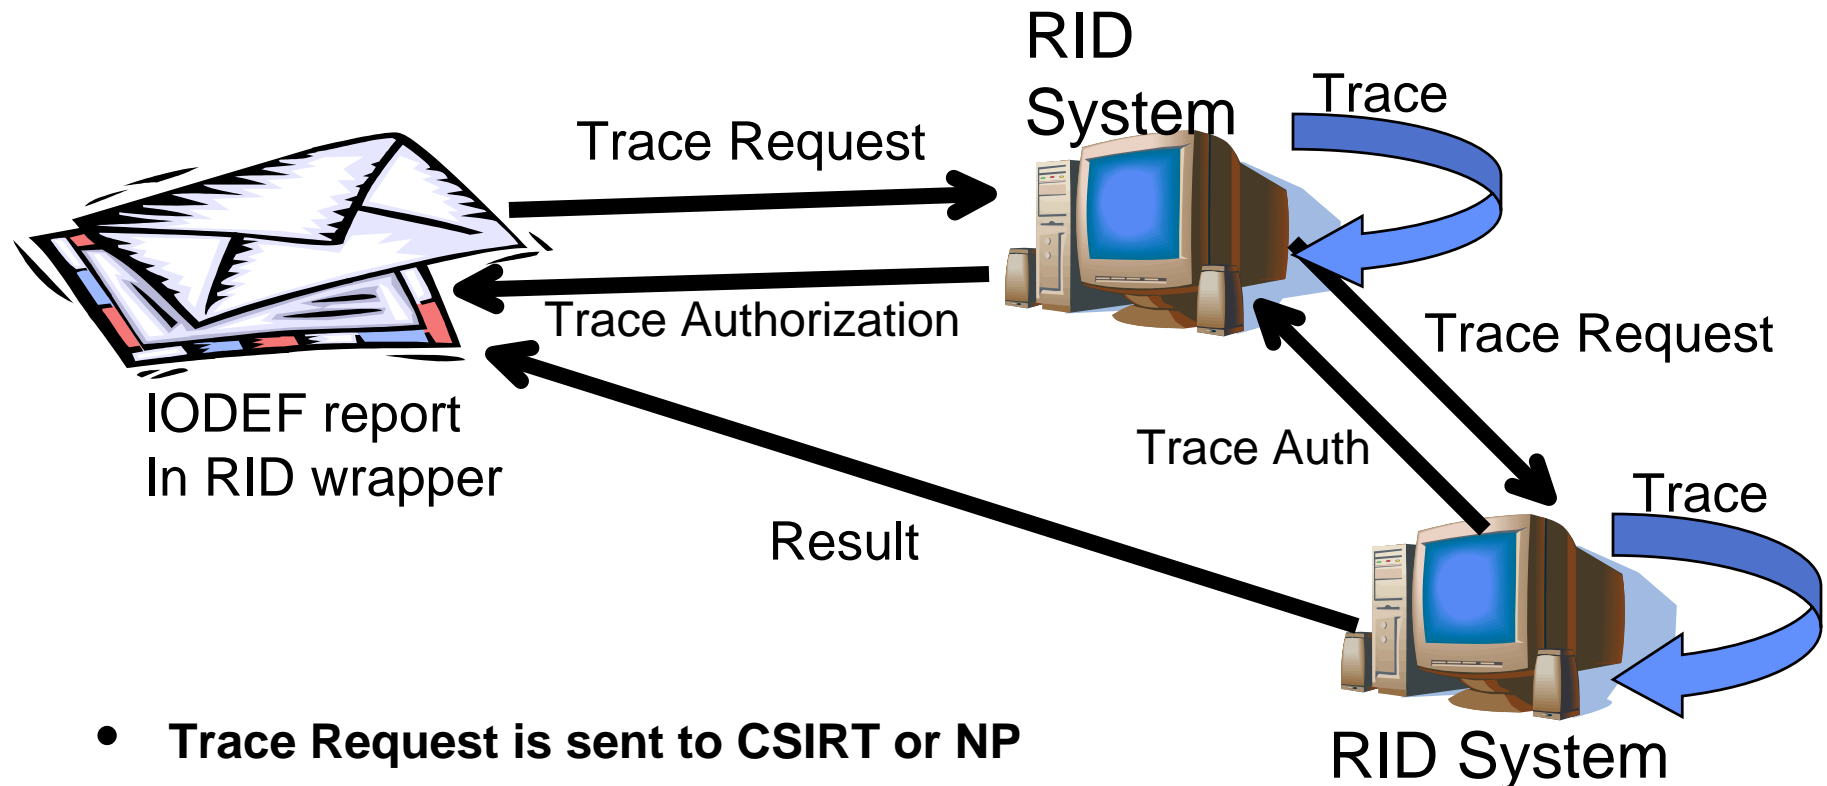 RID
System
Trace
Trace Request
Trace Authorization
Trace Request
IODEF report
In RID wrapper
Trace Auth
Trace
Result
• Trace Request is sent to CSIRT or NP
RID System